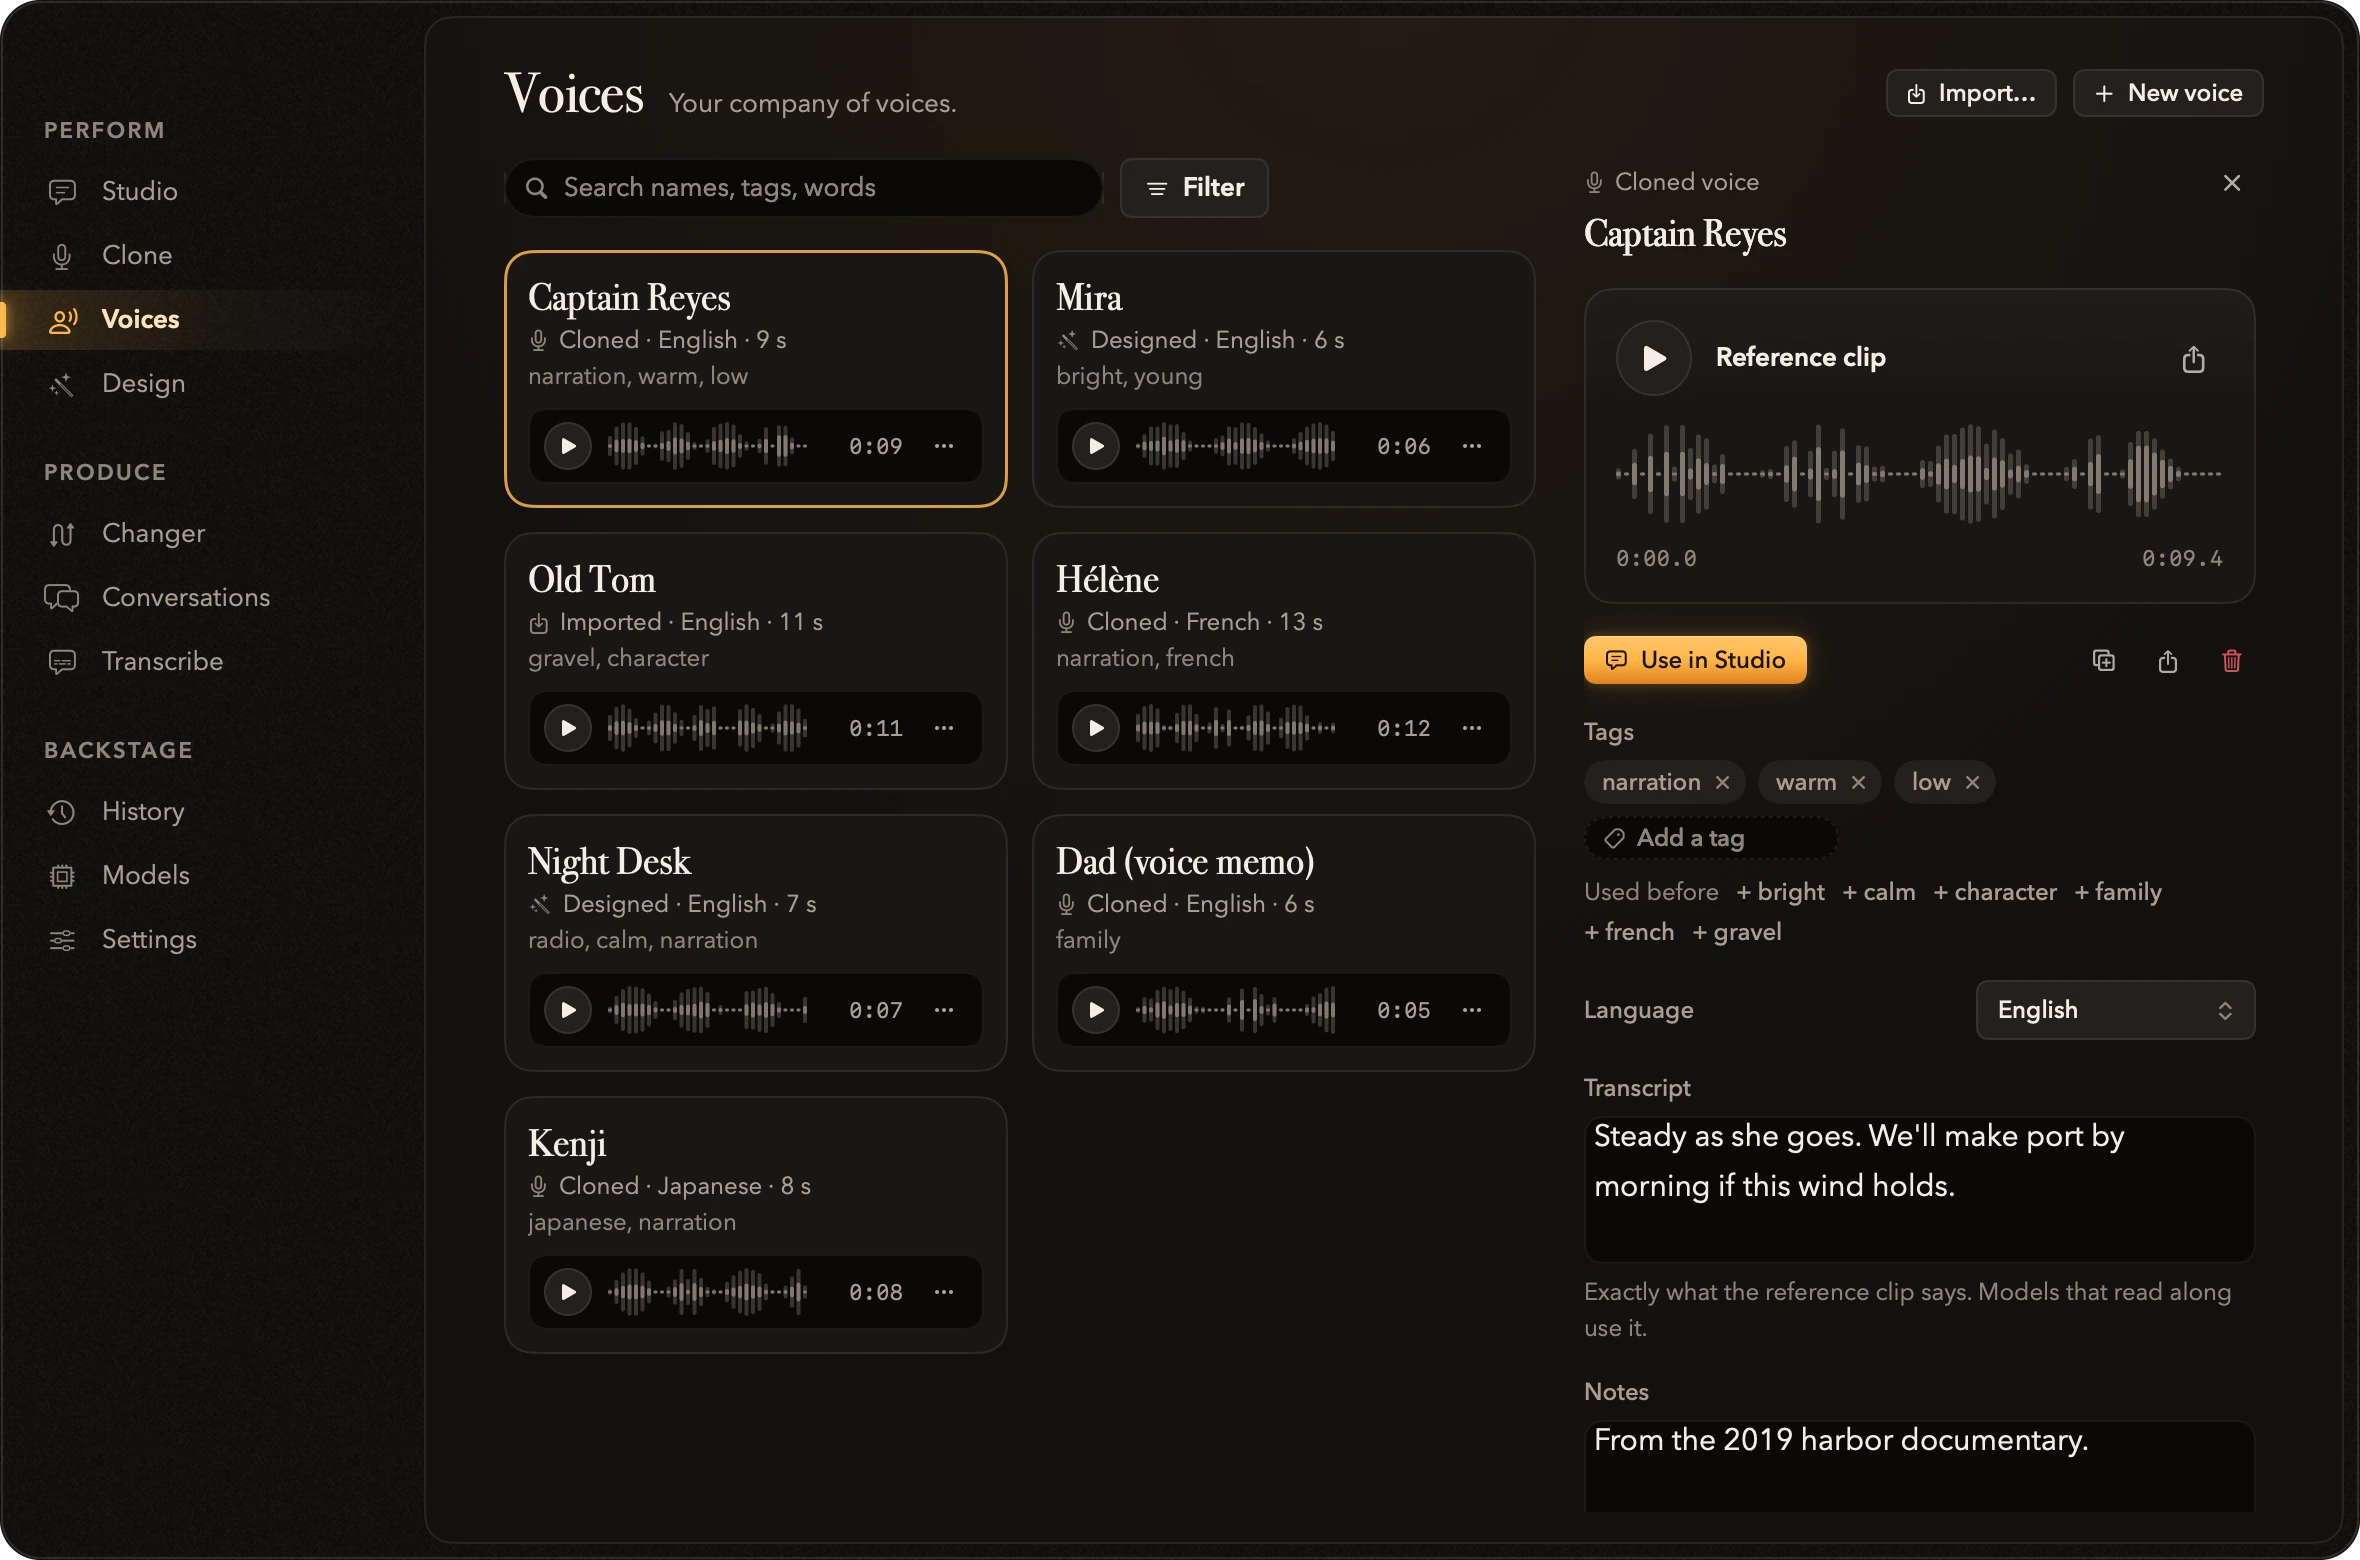 PERFORM
Studio
Clone
Voices
Design
PRODUCE
Changer
Conversations
Transcribe
BACKSTAGE
History
Models
Settings
Voices Your company of voices.
Import... + New voice
Search names, tags, words
Filter
Captain Reyes
Cloned · English · 9 s
narration, warm, low
0:09
Mira
Designed · English · 6 s
bright, young
0:06
Old Tom
Imported · English · 11 s
gravel, character
0:11
Hélène
Cloned · French · 13 s
narration, french
0:12
Night Desk
Designed · English · 7 s
radio, calm, narration
0:07
Dad (voice memo)
Cloned · English · 6 s
family
0:05
Kenji
Cloned · Japanese · 8 s
japanese, narration
0:08
Cloned voice
Captain Reyes
Reference clip
0:00.0 0:09.4
Use in Studio
Tags
narration × warm × low ×
Add a tag
Used before + bright + calm + character + family
+ french + gravel
Language English
Transcript
Steady as she goes. We'll make port by
morning if this wind holds.
Exactly what the reference clip says. Models that read along
use it.
Notes
From the 2019 harbor documentary.